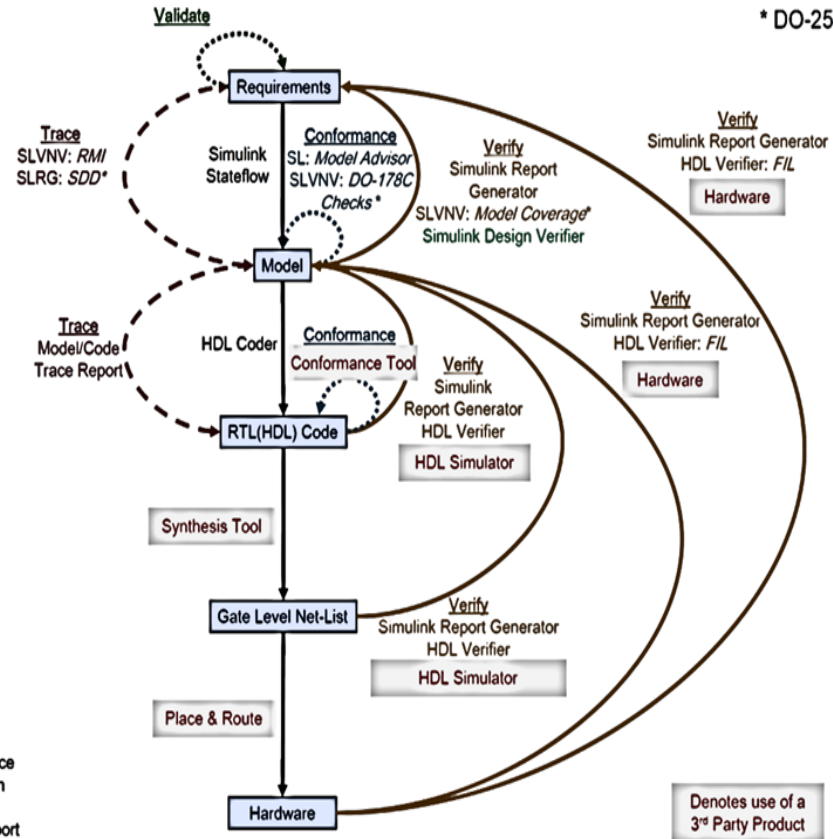 Validate
* DO-25
Requirements
Trace
SLVNV: RMI
SLRG: SDD*
Simulink
Stateflow
Conformance
SL: Model Advisor
SLVNV: DO-178C
Checks*
Verify
Simulink Report
Generator
SLVNV: Model Coverage*
Simulink Design Verifier
Verify
Simulink Report Generator
HDL Verifier: FIL
Hardware
Model
Trace
Model/Code
Trace Report
HDL Coder
Conformance
Conformance Tool
Verify
Simulink
Report Generator
HDL Verifier
HDL Simulator
Verify
Simulink Report Generator
HDL Verifier: FIL
Hardware
RTL(HDL) Code
Synthesis Tool
Gate Level Net-List
Verify
Simulink Report Generator
HDL Verifier
HDL Simulator
Place & Route
Hardware
ce
n
port
Denotes use of a
3rd Party Product